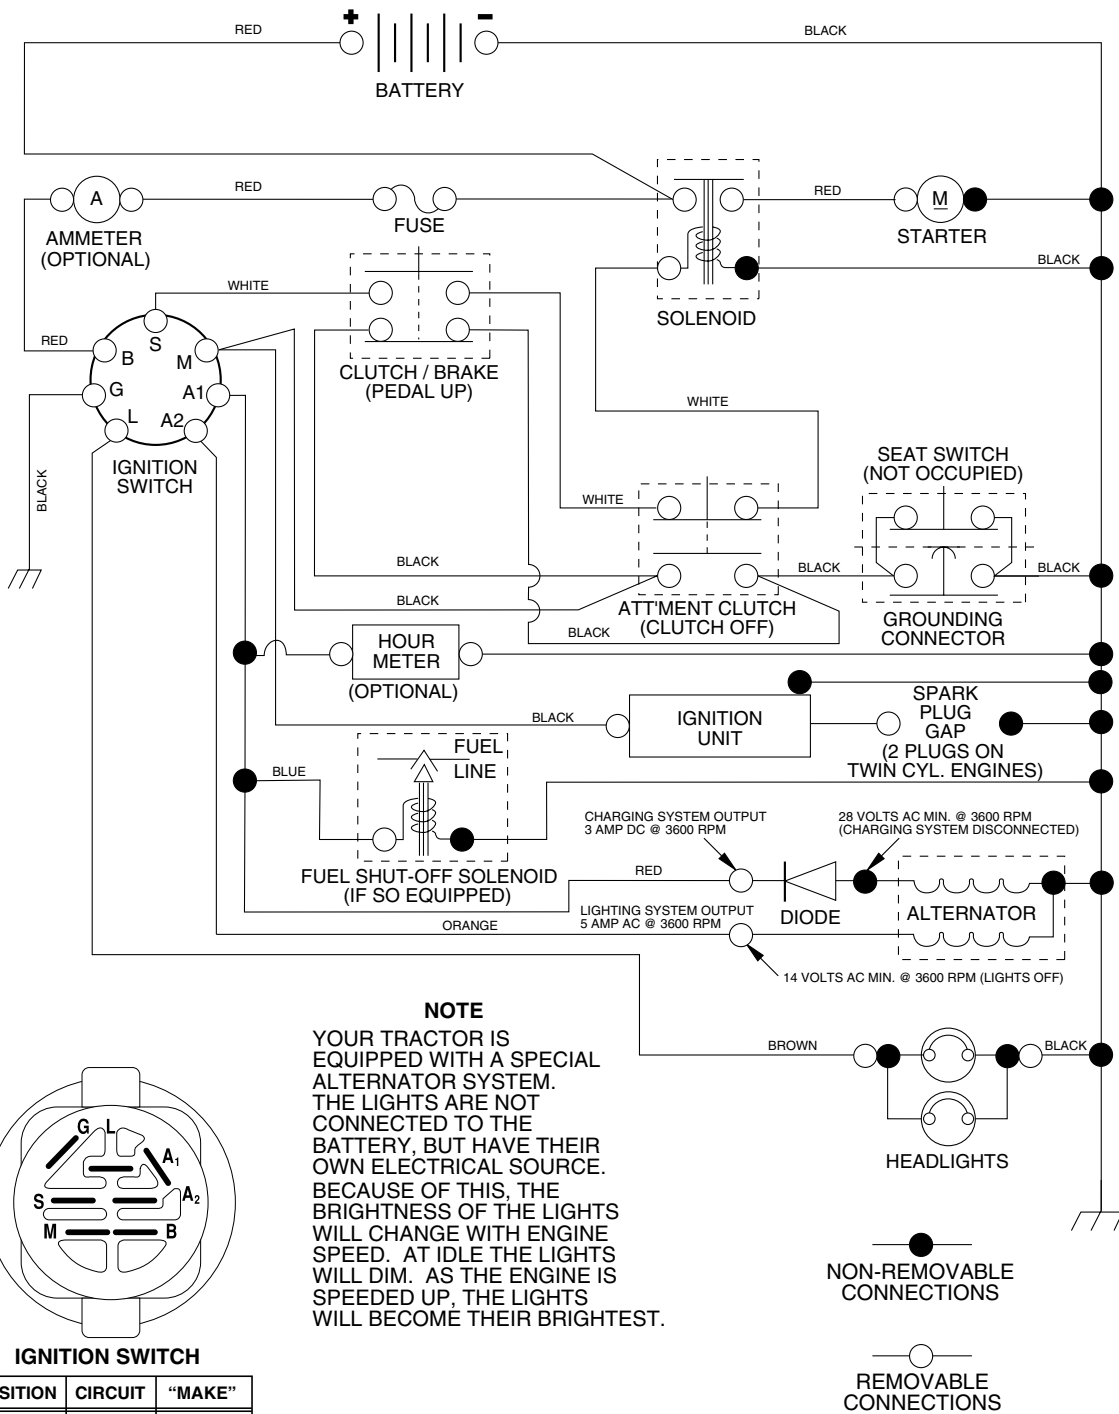 RED
+
-
BLACK
BATTERY
RED
A
AMMETER
(OPTIONAL)
FUSE
RED
M
STARTER
BLACK
SOLENOID
WHITE
CLUTCH / BRAKE
(PEDAL UP)
RED
S
B
M
G
A1
L
A2
IGNITION
SWITCH
BLACK
WHITE
SEAT SWITCH
(NOT OCCUPIED)
WHITE
BLACK
BLACK
BLACK
BLACK
ATT'MENT CLUTCH
(CLUTCH OFF)
BLACK
GROUNDING
CONNECTOR
HOUR
METER
(OPTIONAL)
BLACK
IGNITION
UNIT
SPARK
PLUG
GAP
(2 PLUGS ON
TWIN CYL. ENGINES)
FUEL
LINE
BLUE
FUEL SHUT-OFF SOLENOID
(IF SO EQUIPPED)
CHARGING SYSTEM OUTPUT
3 AMP DC @ 3600 RPM
28 VOLTS AC MIN. @ 3600 RPM
(CHARGING SYSTEM DISCONNECTED)
RED
DIODE
ALTERNATOR
ORANGE
LIGHTING SYSTEM OUTPUT
5 AMP AC @ 3600 RPM
14 VOLTS AC MIN. @ 3600 RPM (LIGHTS OFF)
NOTE
YOUR TRACTOR IS
EQUIPPED WITH A SPECIAL
ALTERNATOR SYSTEM.
THE LIGHTS ARE NOT
CONNECTED TO THE
BATTERY, BUT HAVE THEIR
OWN ELECTRICAL SOURCE.
BECAUSE OF THIS, THE
BRIGHTNESS OF THE LIGHTS
WILL CHANGE WITH ENGINE
SPEED. AT IDLE THE LIGHTS
WILL DIM. AS THE ENGINE IS
SPEEDED UP, THE LIGHTS
WILL BECOME THEIR BRIGHTEST.
BROWN
BLACK
HEADLIGHTS
G
L
A1
A2
S
M
B
IGNITION SWITCH
SITION CIRCUIT “MAKE”
NON-REMOVABLE
CONNECTIONS
REMOVABLE
CONNECTIONS